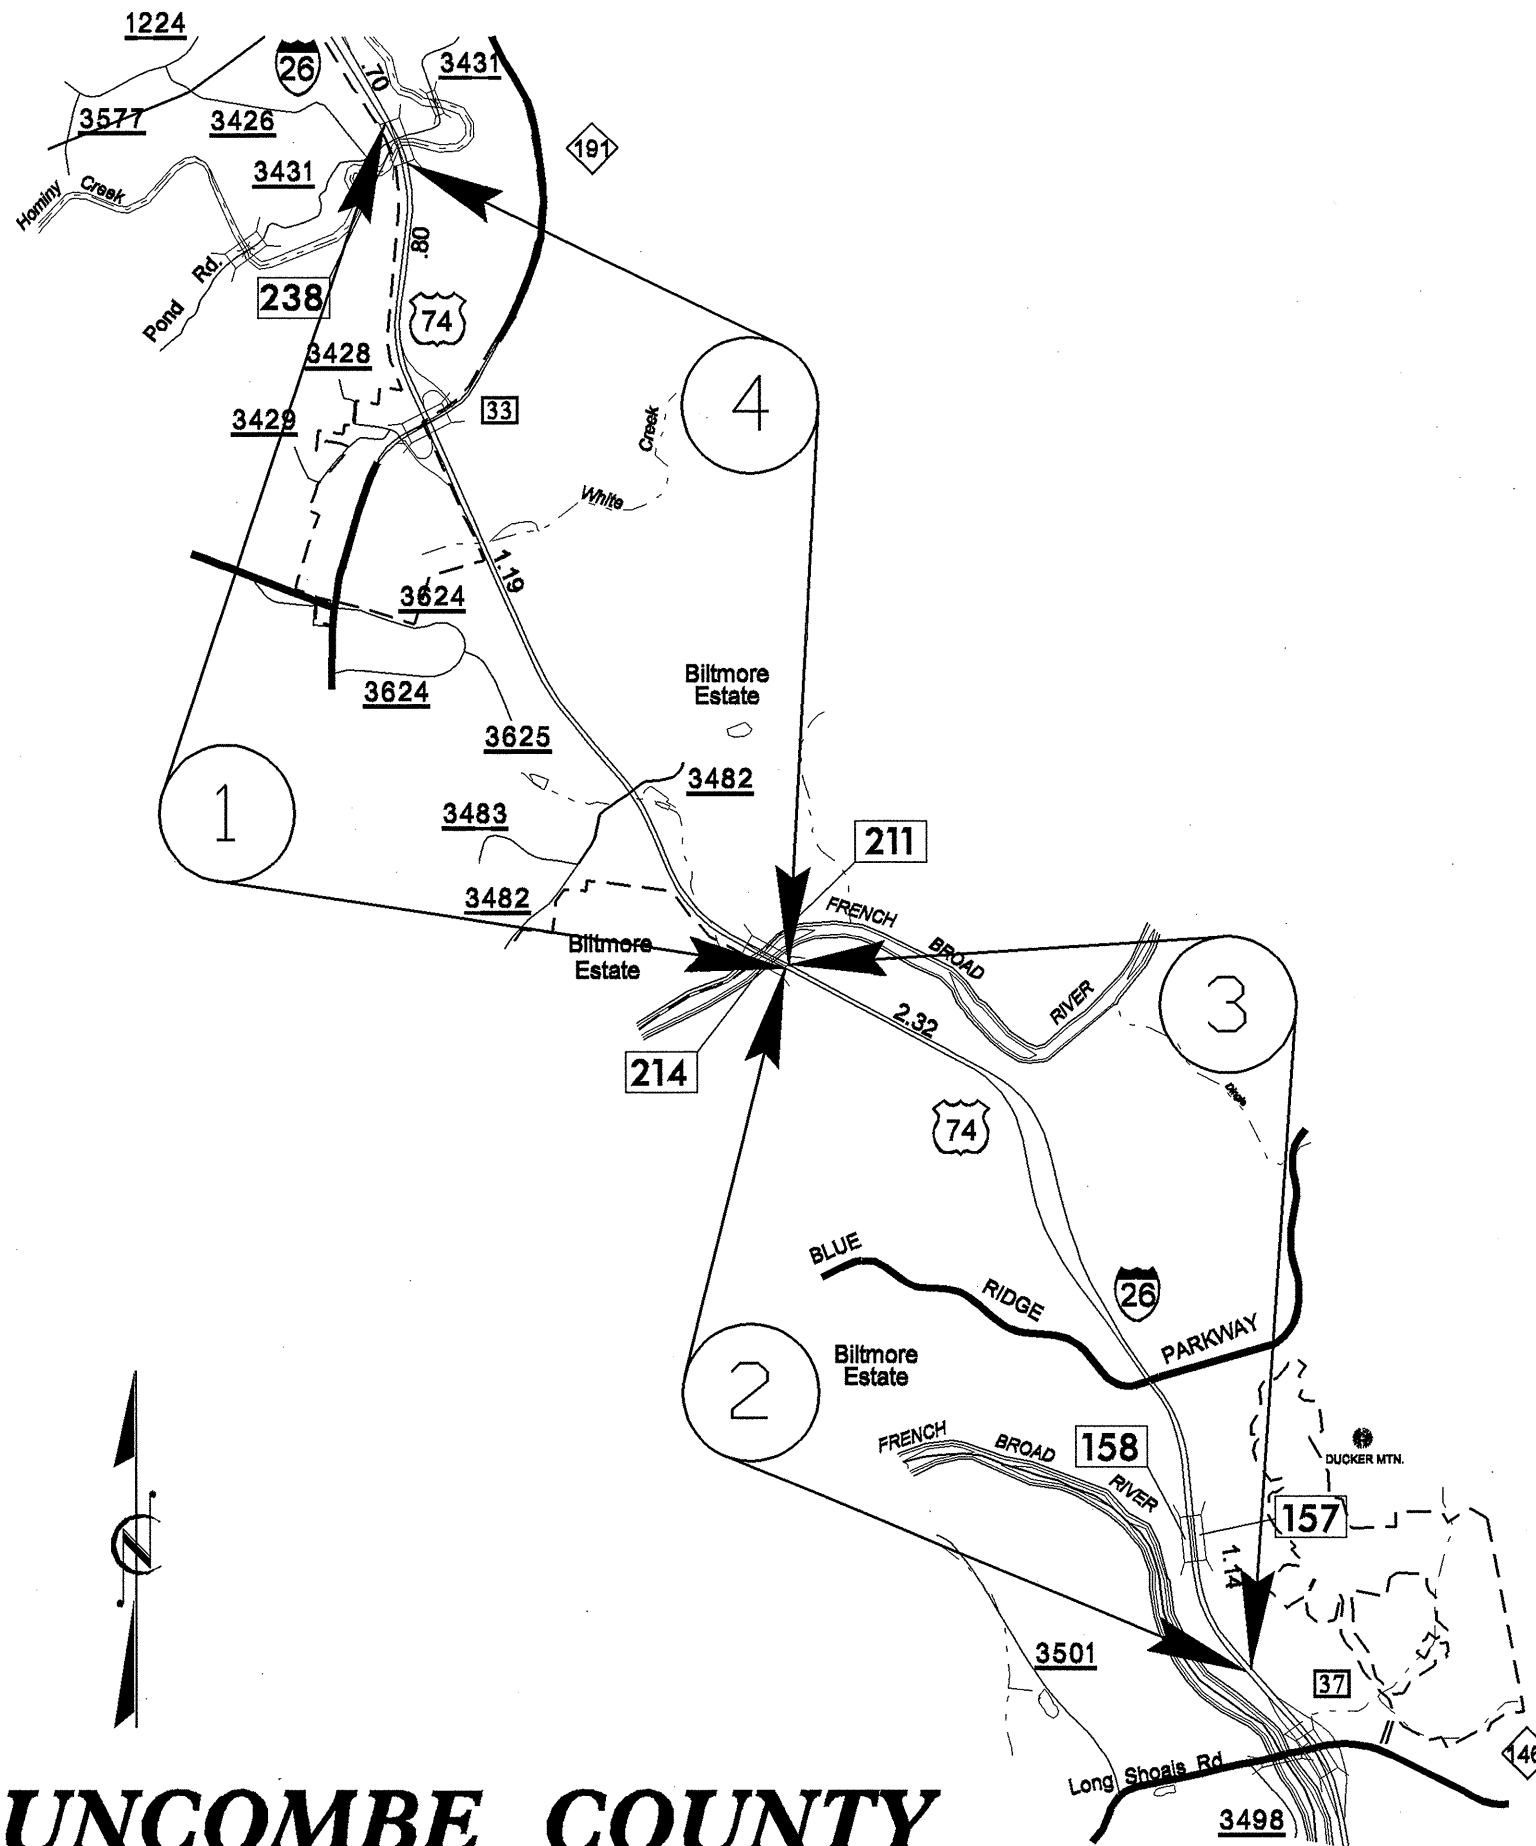 1224
26
.70
3431
3577
3426
191
3431
Hominy Creek
.80
Pond Rd.
238
74
3428
4
3429
33
Creek
White
1.19
3624
Biltmore
Estate
3624
3625
3482
1
3483
211
3482
FRENCH BROAD RIVER
Biltmore
Estate
3
2.32
214
Dingle
74
BLUE RIDGE PARKWAY
26
2
Biltmore
Estate
FRENCH BROAD RIVER
158
DUCKER MTN.
157
N
1.14
3501
37
146
Long Shoals Rd
3498
UNCOMBE COUNTY